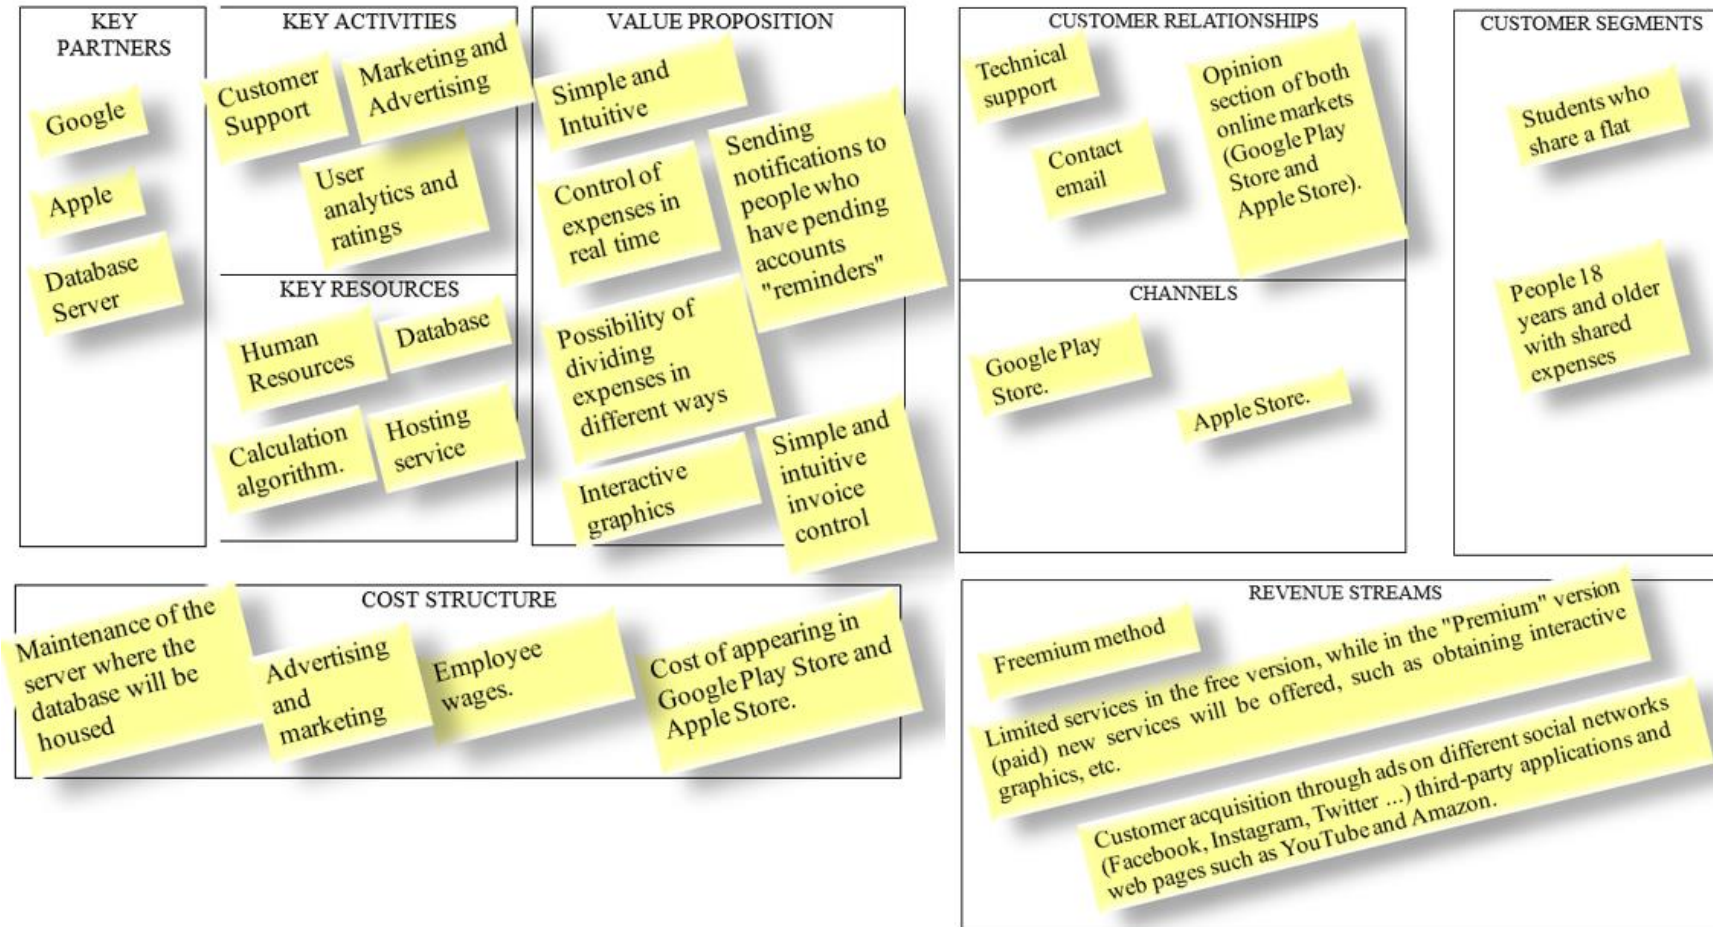 KEY
PARTNERS
Google
Apple
Database
Server
KEY ACTIVITIES
Customer
Support
Marketing and
Advertising
User
analytics and
ratings
KEY RESOURCES
Human
Resources
Database
Calculation
algorithm.
Hosting
service
VALUE PROPOSITION
Simple and
Intuitive
Control of
expenses in
real time
Sending
notifications to
people who
have pending
accounts
"reminders"
Possibility of
dividing
expenses in
different ways
Interactive
graphics
Simple and
intuitive
invoice
control
CUSTOMER RELATIONSHIPS
Technical
support
Contact
email
Opinion
section of both
online markets
(Google Play
Store and
Apple Store).
CHANNELS
Google Play
Store.
Apple Store.
CUSTOMER SEGMENTS
Students who
share a flat
People 18
years and older
with shared
expenses
COST STRUCTURE
Maintenance of the
server where the
database will be
housed
Advertising
and
marketing
Employee
wages.
Cost of appearing in
Google Play Store and
Apple Store.
REVENUE STREAMS
Freemium method
Limited services in the free version, while in the "Premium" version
(paid) new services will be offered, such as obtaining interactive
graphics, etc.
Customer acquisition through ads on different social networks
(Facebook, Instagram, Twitter ...) third-party applications and
web pages such as YouTube and Amazon.